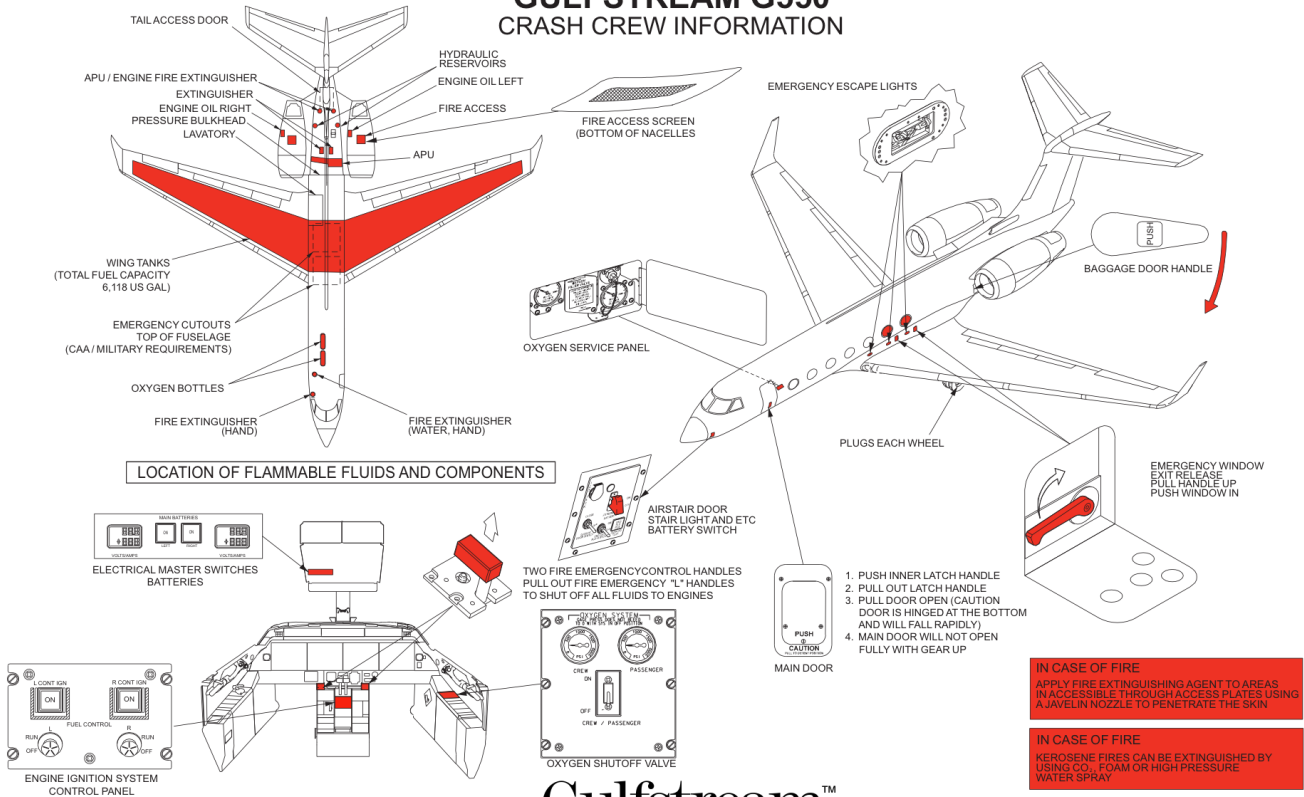 GULFSTREAM G550
CRASH CREW INFORMATION
TAIL ACCESS DOOR
APU / ENGINE FIRE EXTINGUISHER
EXTINGUISHER
ENGINE OIL RIGHT
PRESSURE BULKHEAD
LAVATORY
HYDRAULIC
RESERVOIRS
ENGINE OIL LEFT
FIRE ACCESS
APU
FIRE ACCESS SCREEN
(BOTTOM OF NACELLES
EMERGENCY ESCAPE LIGHTS
PUSH
BAGGAGE DOOR HANDLE
WING TANKS
(TOTAL FUEL CAPACITY
6,118 US GAL)
EMERGENCY CUTOUTS
TOP OF FUSELAGE
(CAA / MILITARY REQUIREMENTS)
OXYGEN BOTTLES
FIRE EXTINGUISHER
(HAND)
FIRE EXTINGUISHER
(WATER, HAND)
OXYGEN SERVICE PANEL
PLUGS EACH WHEEL
EMERGENCY WINDOW
EXIT RELEASE
PULL HANDLE UP
PUSH WINDOW IN
LOCATION OF FLAMMABLE FLUIDS AND COMPONENTS
AIRSTAIR DOOR
STAIR LIGHT AND ETC
BATTERY SWITCH
MAIN BATTERIES
ON
ON
LEFT
RIGHT
VOLTS/AMPS
VOLTS/AMPS
ELECTRICAL MASTER SWITCHES
BATTERIES
TWO FIRE EMERGENCYCONTROL HANDLES
PULL OUT FIRE EMERGENCY "L" HANDLES
TO SHUT OFF ALL FLUIDS TO ENGINES
OXYGEN SYSTEM
CREW
PASSENGER
ON
OFF
CREW / PASSENGER
OXYGEN SHUTOFF VALVE
PUSH
CAUTION
MAIN DOOR
1. PUSH INNER LATCH HANDLE
2. PULL OUT LATCH HANDLE
3. PULL DOOR OPEN (CAUTION
DOOR IS HINGED AT THE BOTTOM
AND WILL FALL RAPIDLY)
4. MAIN DOOR WILL NOT OPEN
FULLY WITH GEAR UP
L CONT IGN
R CONT IGN
ON
ON
FUEL CONTROL
L
R
RUN
RUN
OFF
OFF
ENGINE IGNITION SYSTEM
CONTROL PANEL
IN CASE OF FIRE
APPLY FIRE EXTINGUISHING AGENT TO AREAS
IN ACCESSIBLE THROUGH ACCESS PLATES USING
A JAVELIN NOZZLE TO PENETRATE THE SKIN
IN CASE OF FIRE
KEROSENE FIRES CAN BE EXTINGUISHED BY
USING CO₂, FOAM OR HIGH PRESSURE
WATER SPRAY
Gulfstream™